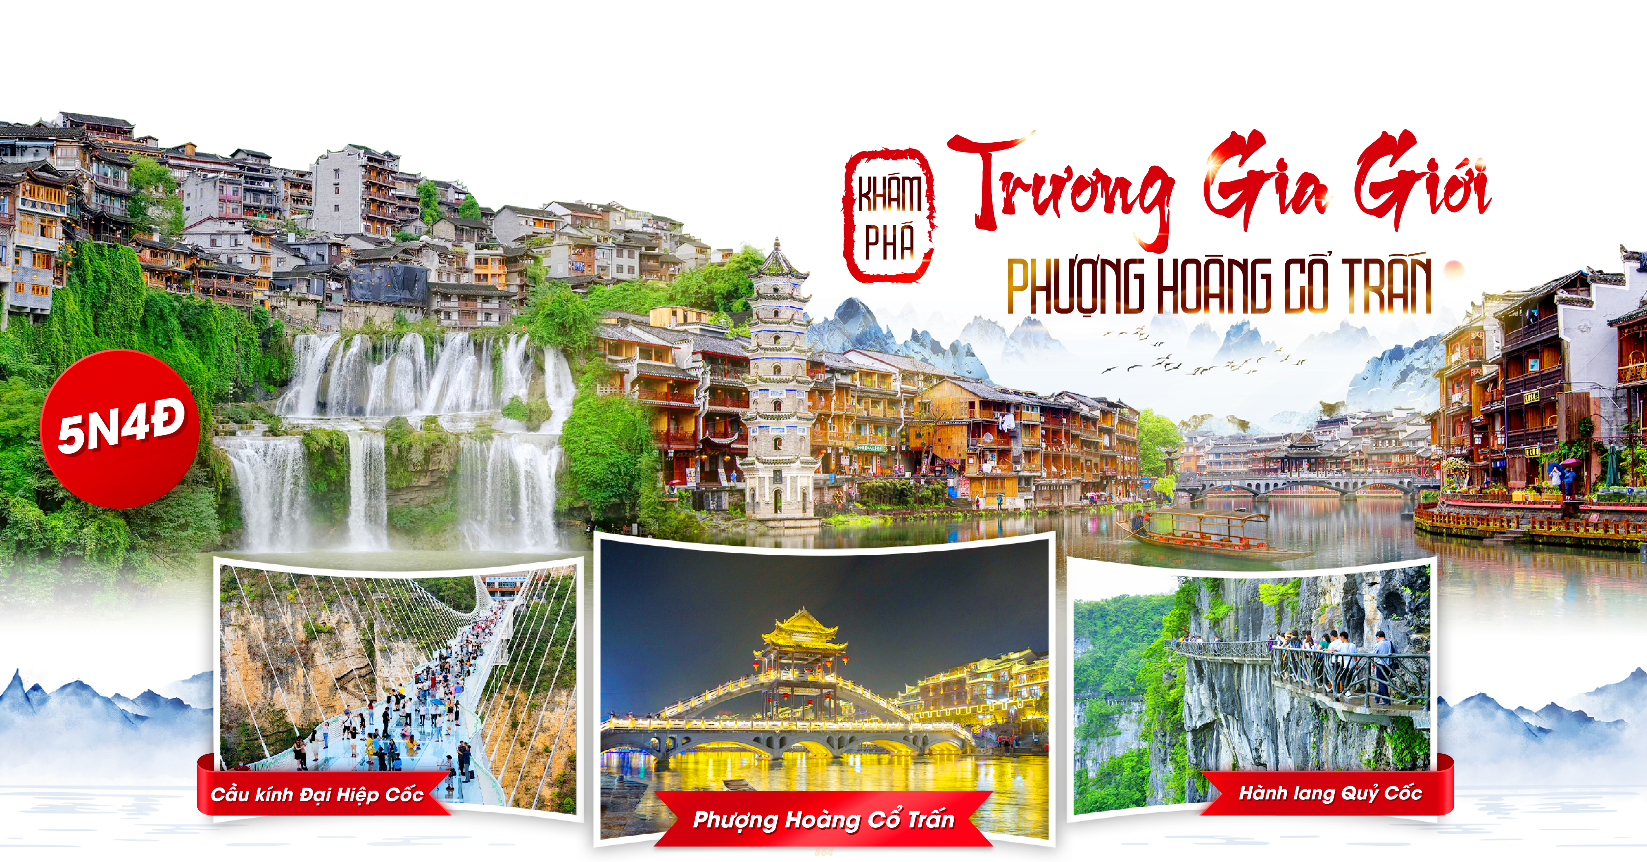 KHÁM
PHÁ
Trương Gia Giới
PHƯỢNG HOÀNG CỔ TRẤN
5N4Đ
Cầu kính Đại Hiệp Cốc
Phượng Hoàng Cổ Trấn
Hành lang Quỷ Cốc